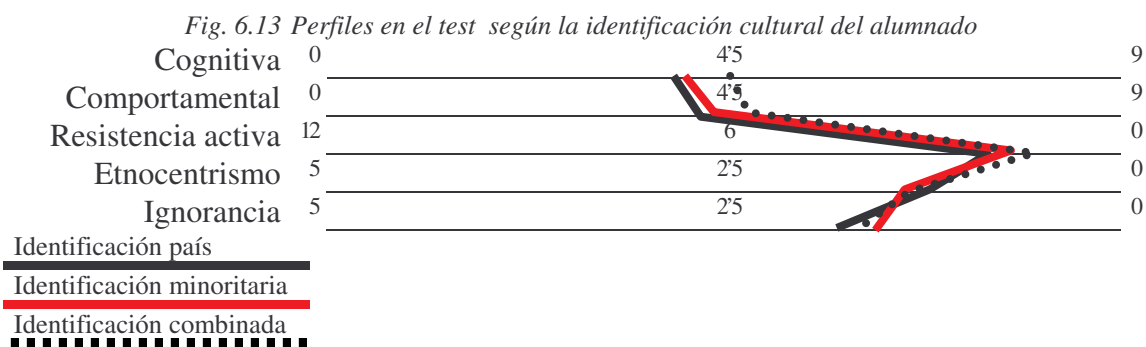 Fig. 6.13 Perfiles en el test según la identificación cultural del alumnado
Cognitiva 0 4'5 9
Comportamental 0 4'5 9
Resistencia activa 12 6 0
Etnocentrismo 5 2'5 0
Ignorancia 5 2'5 0
Identificación país
Identificación minoritaria
Identificación combinada